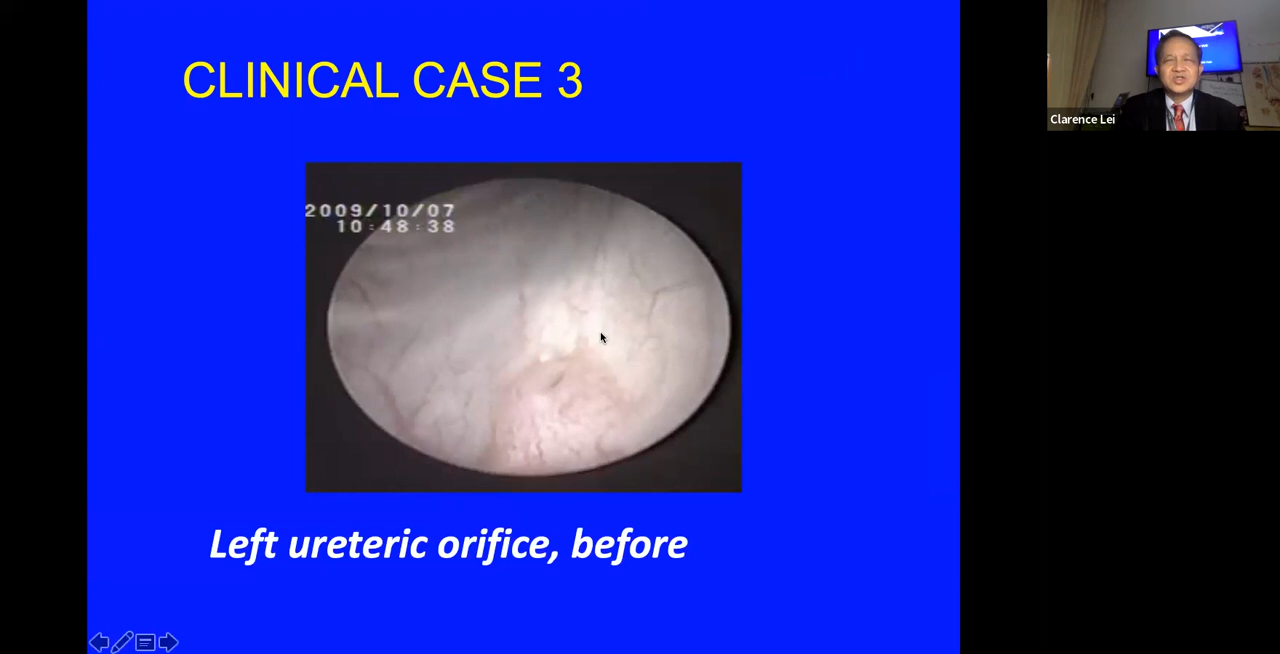 CLINICAL CASE 3
2009/10/07
10:48:38
Left ureteric orifice, before
Clarence Lei